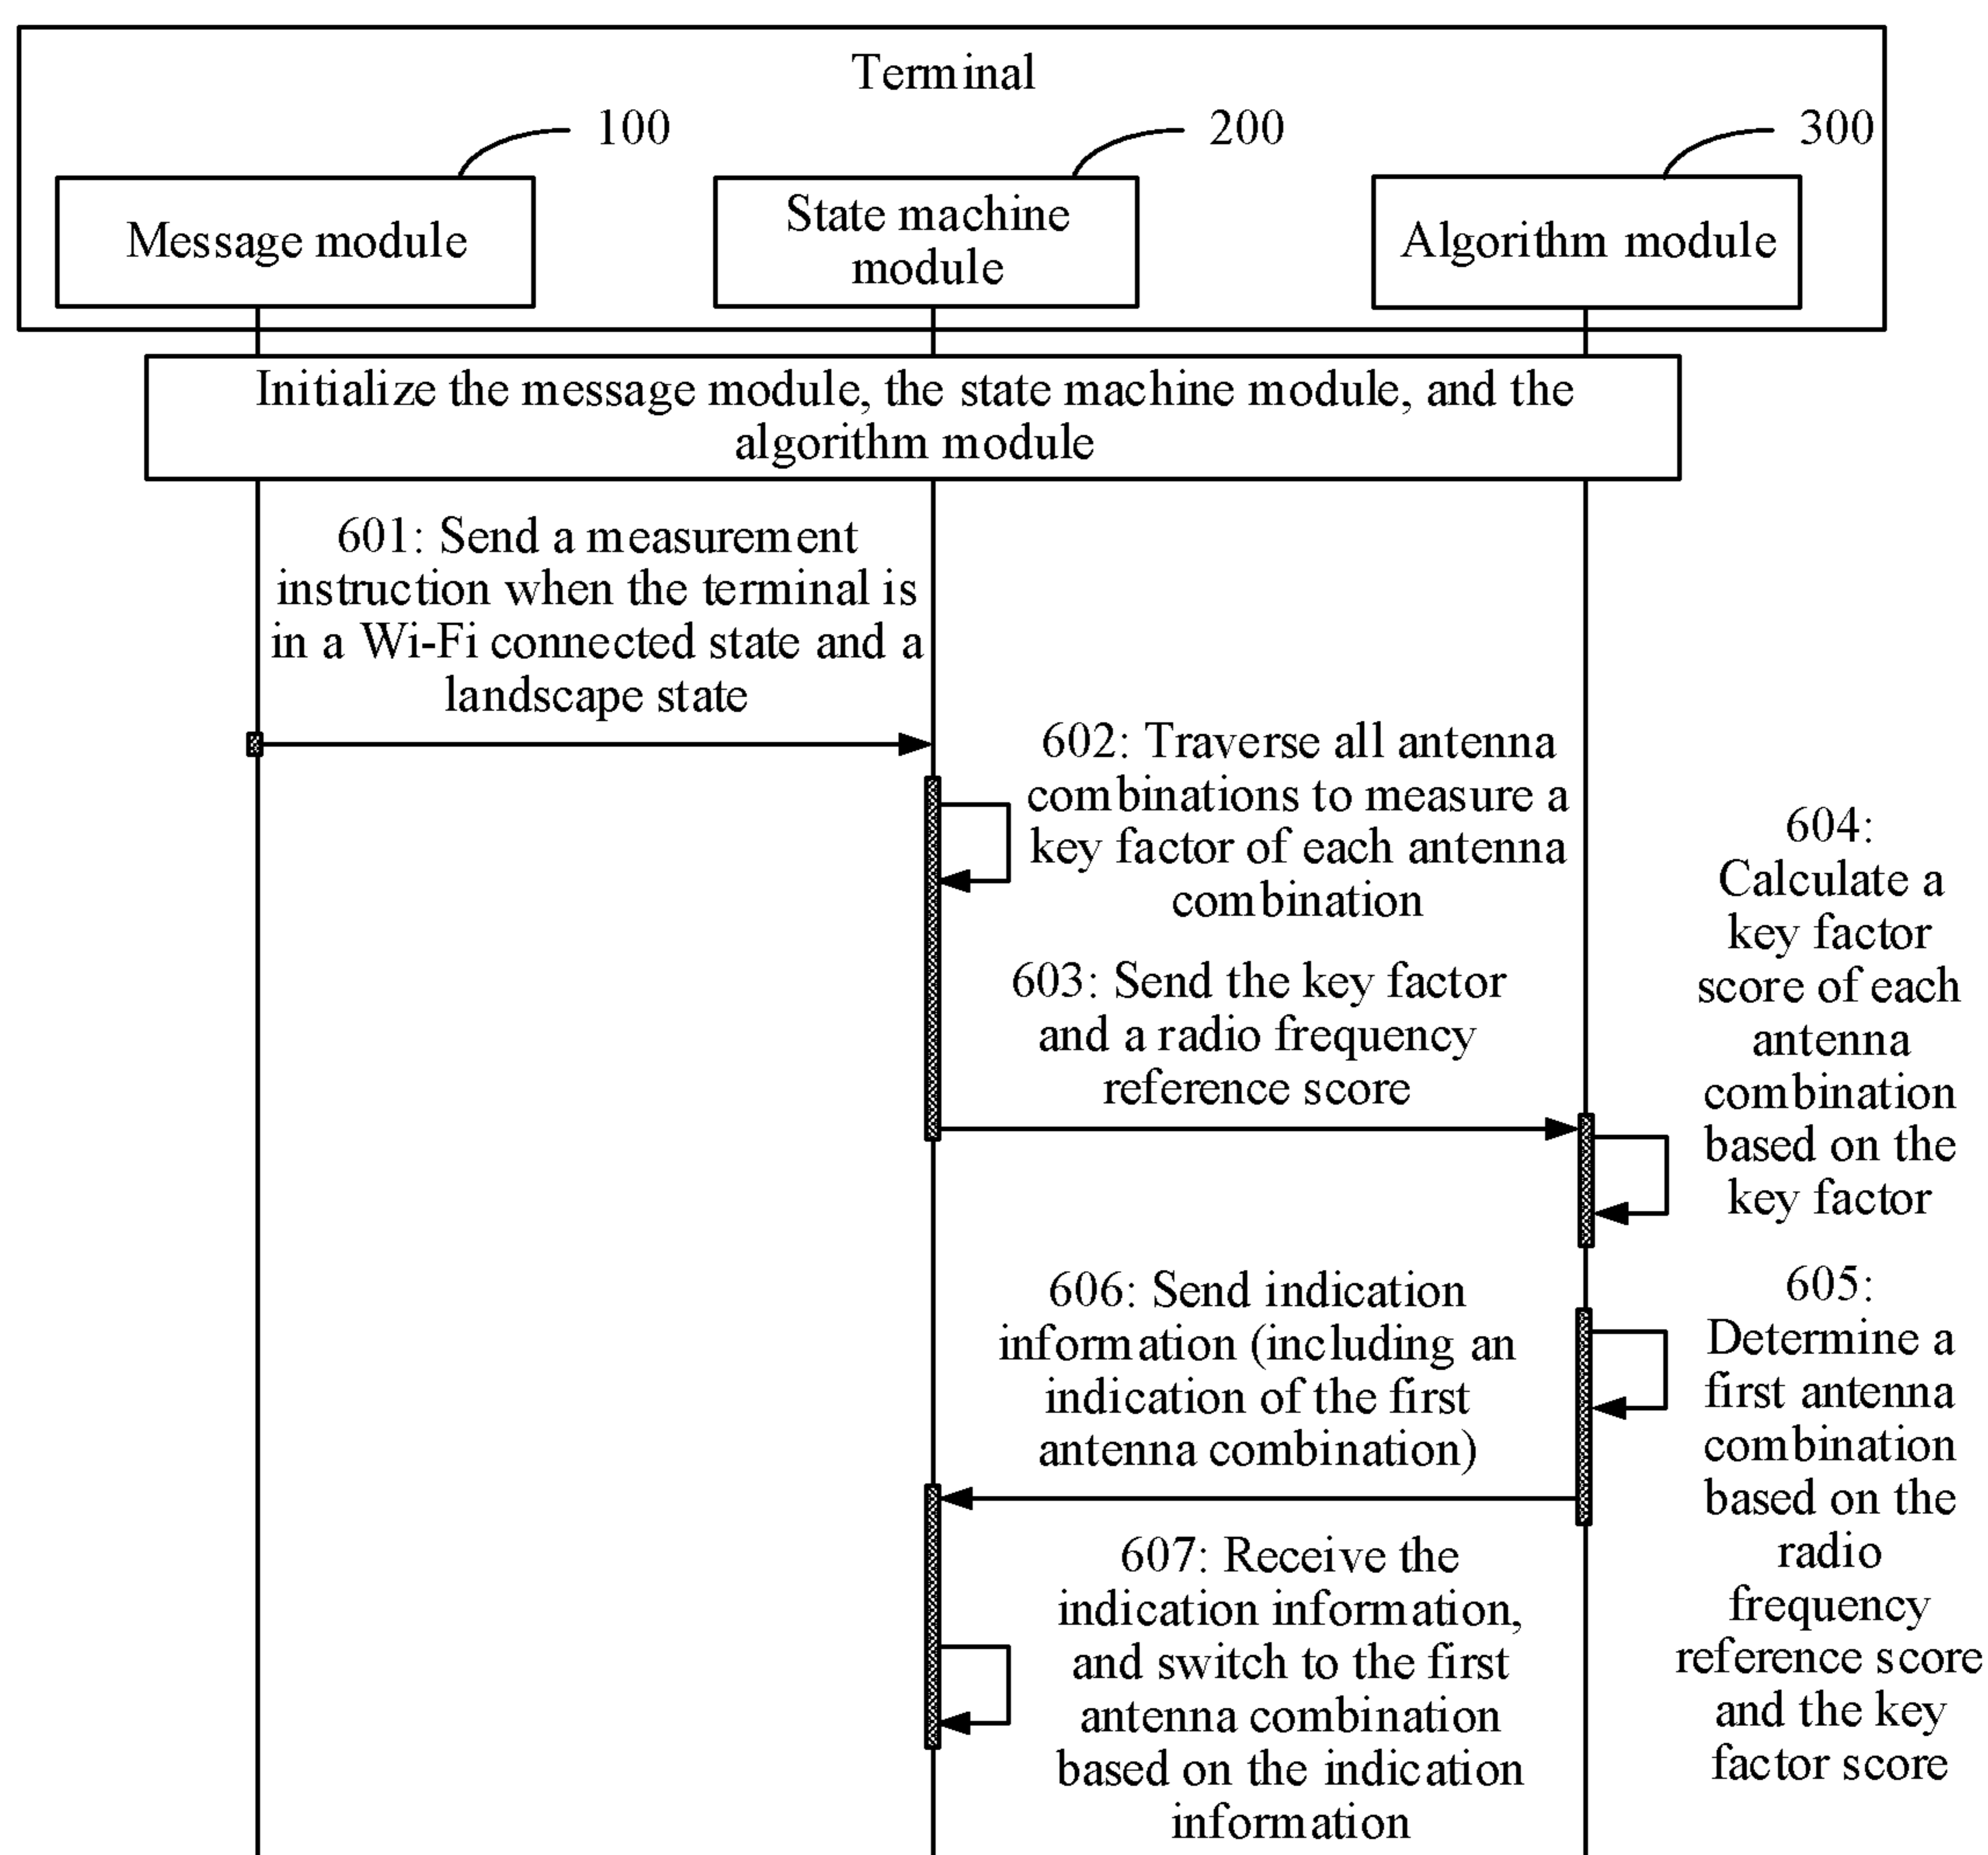 Terminal
100
200
300
Message module
State machine
module
Algorithm module
Initialize the message module, the state machine module, and the
algorithm module
601: Send a measurement
instruction when the terminal is
in a Wi-Fi connected state and a
landscape state
602: Traverse all antenna
combinations to measure a
key factor of each antenna
combination
603: Send the key factor
and a radio frequency
reference score
604:
Calculate a
key factor
score of each
antenna
combination
based on the
key factor
605:
Determine a
first antenna
combination
based on the
radio
frequency
reference score
and the key
factor score
606: Send indication
information (including an
indication of the first
antenna combination)
607: Receive the
indication information,
and switch to the first
antenna combination
based on the indication
information